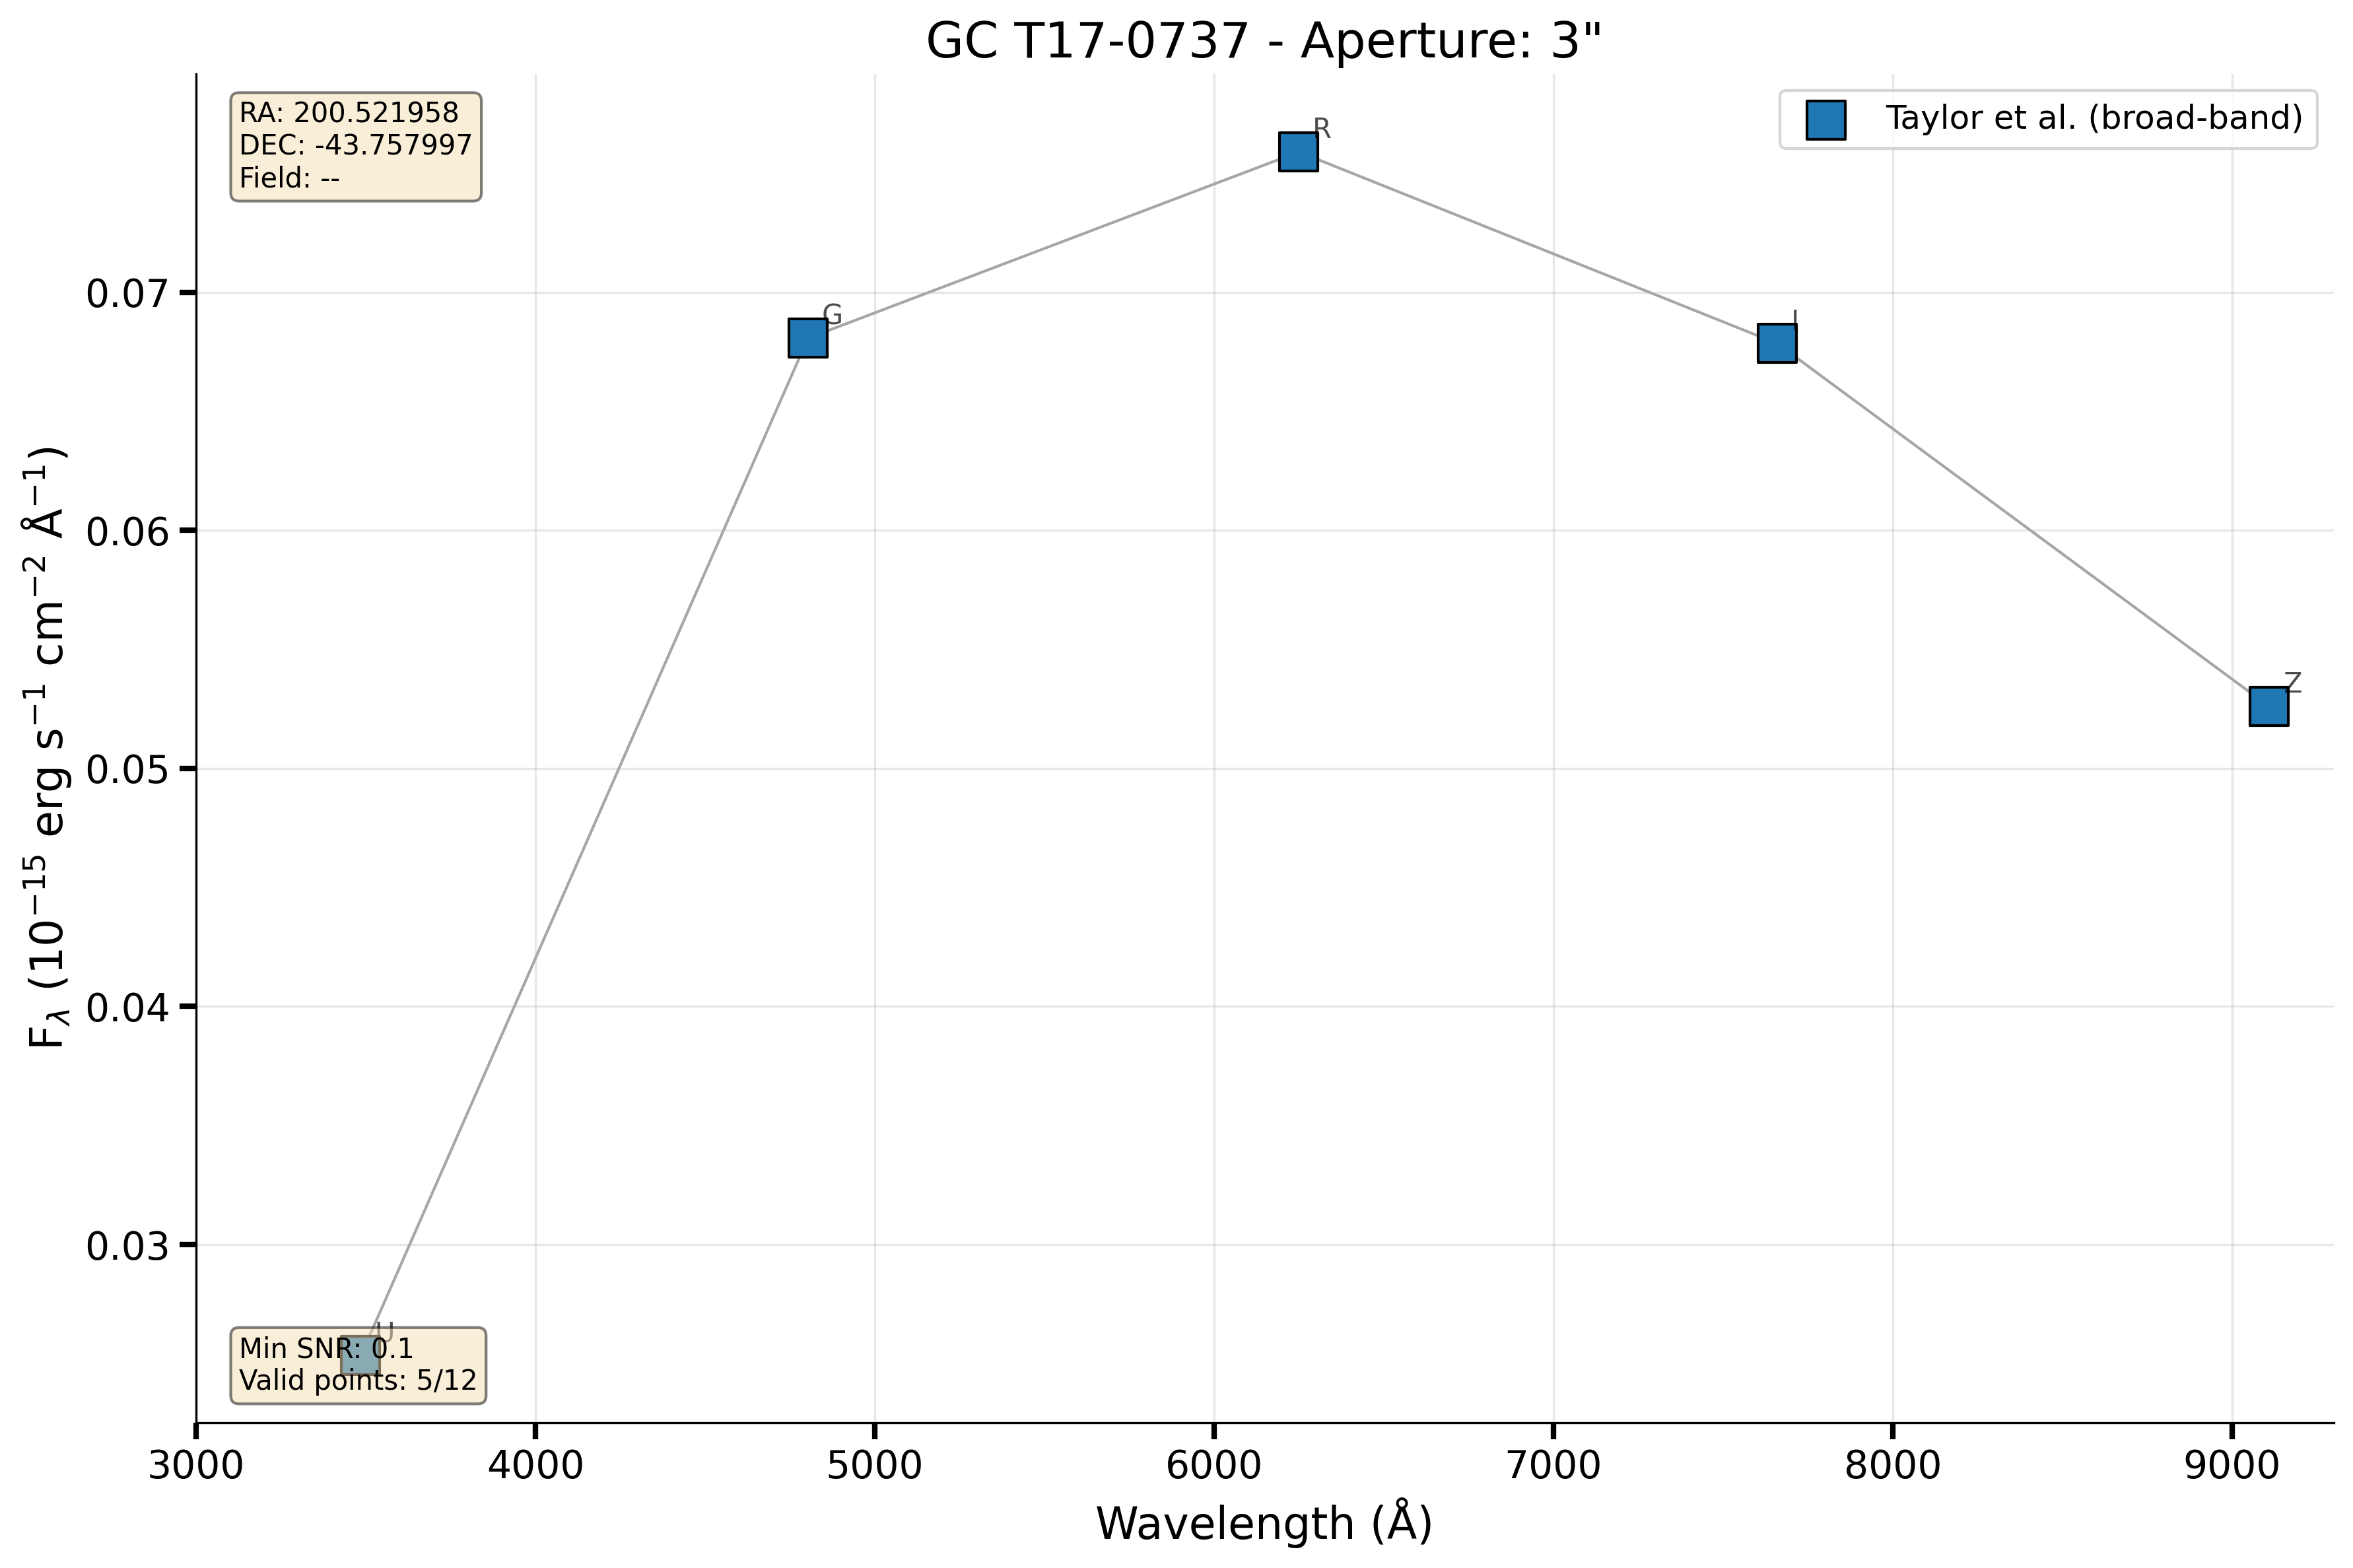 GC T17-0737 - Aperture: 3"
RA: 200.521958
DEC: -43.757997
Field: --
Taylor et al. (broad-band)
R
G
I
Z
U
Min SNR: 0.1
Valid points: 5/12
0.07
0.06
0.05
0.04
0.03
F_λ (10⁻¹⁵ erg s⁻¹ cm⁻² Å⁻¹)
3000 4000 5000 6000 7000 8000 9000
Wavelength (Å)